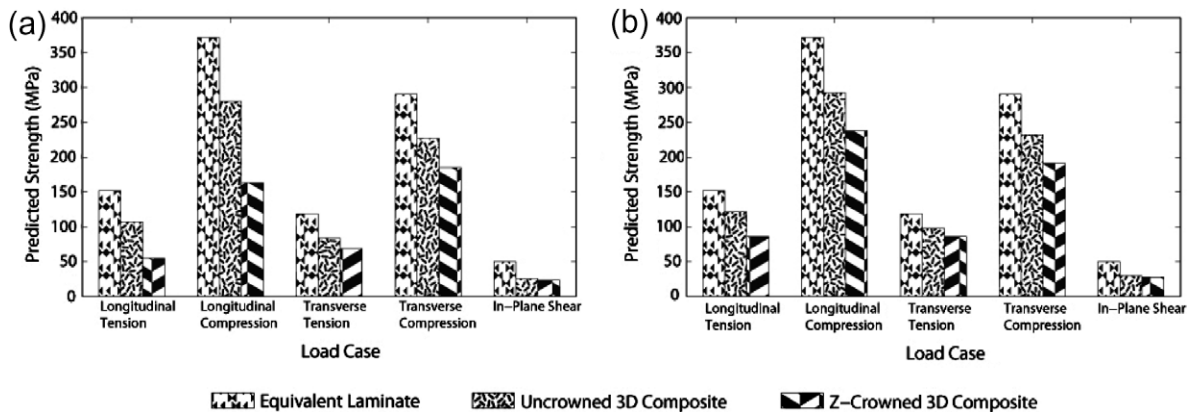 (a)
Predicted Strength (MPa)
400
350
300
250
200
150
100
50
0
Longitudinal Tension
Longitudinal Compression
Transverse Tension
Transverse Compression
In-Plane Shear
Load Case
(b)
Predicted Strength (MPa)
400
350
300
250
200
150
100
50
0
Longitudinal Tension
Longitudinal Compression
Transverse Tension
Transverse Compression
In-Plane Shear
Load Case
Equivalent Laminate
Uncrowned 3D Composite
Z-Crowned 3D Composite